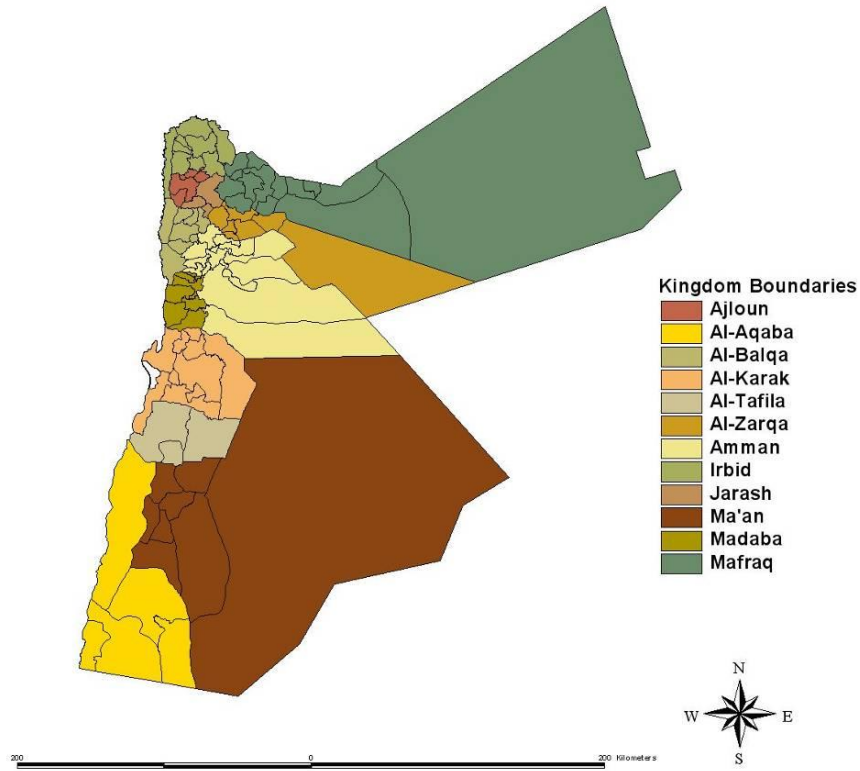 Kingdom Boundaries
Ajloun
Al-Aqaba
Al-Balqa
Al-Karak
Al-Tafila
Al-Zarqa
Amman
Irbid
Jarash
Ma'an
Madaba
Mafraq
N
W E
S
200 0 200 Kilometers